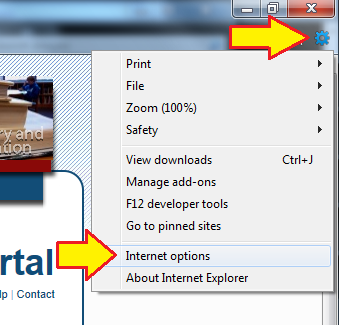 Print
File
Zoom (100%)
Safety
View downloads Ctrl+J
Manage add-ons
F12 developer tools
Go to pinned sites
Internet options
About Internet Explorer
ry and
ation
rtal
lp | Contact